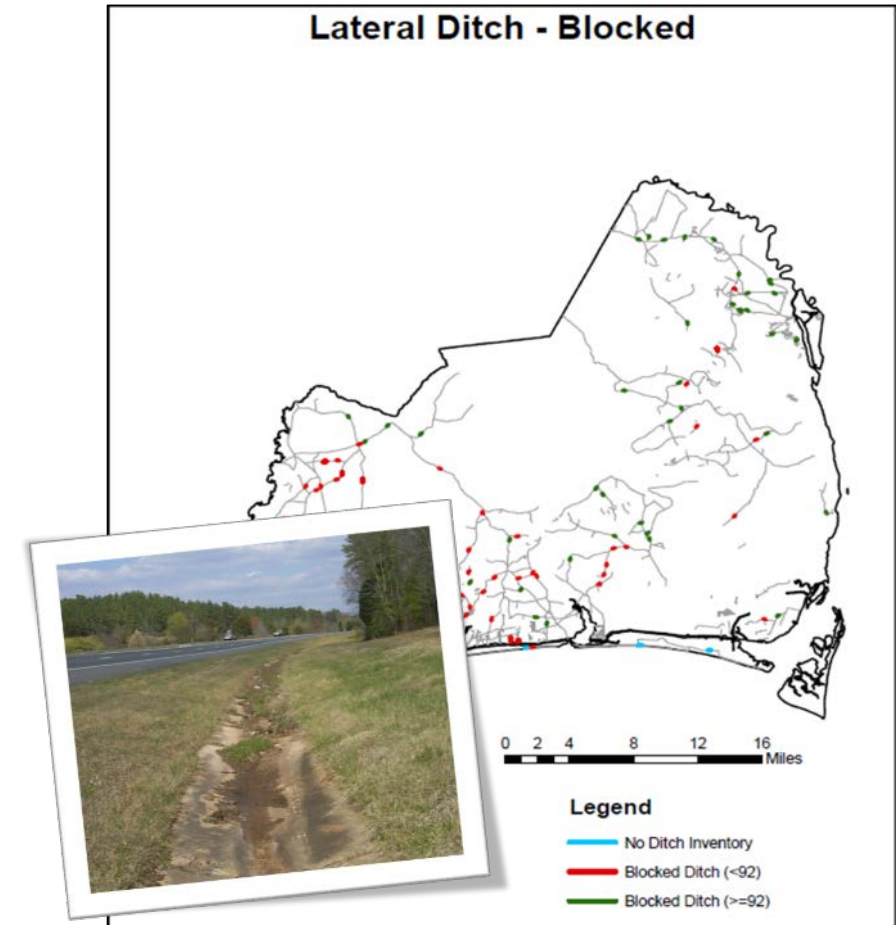 Lateral Ditch - Blocked
0 2 4 8 12 16
Miles
Legend
No Ditch Inventory
Blocked Ditch (<92)
Blocked Ditch (>=92)